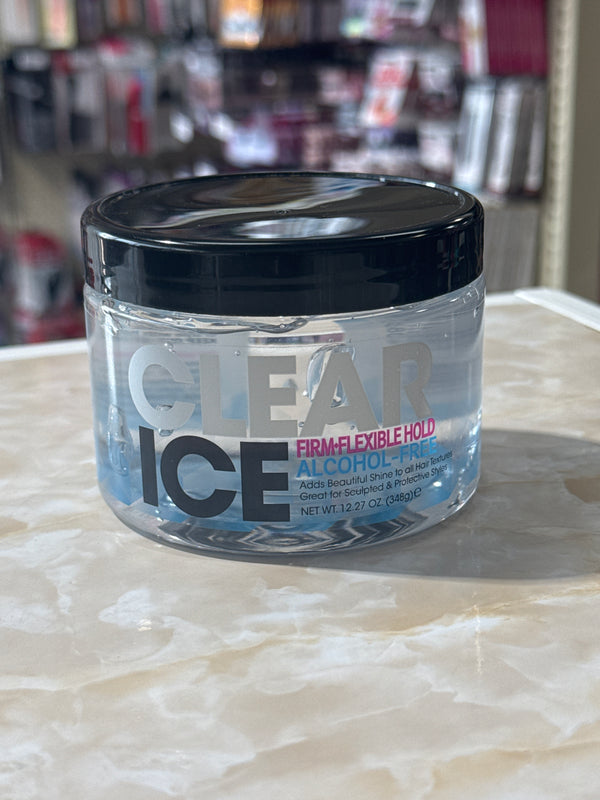 CLEAR
ICE
FIRM+FLEXIBLE HOLD
ALCOHOL-FREE
Adds Beautiful Shine to all Hair Textures
Great for Sculpted & Protective Styles
NET WT. 12.27 OZ. (348g) ℮